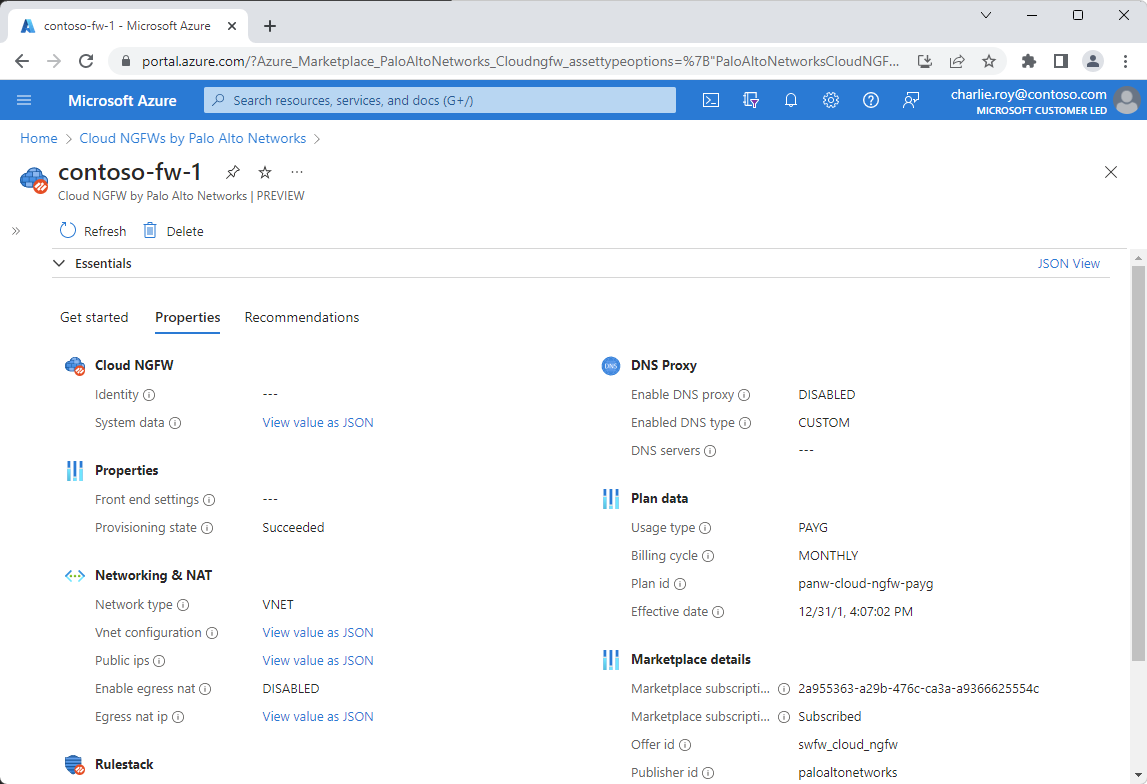 contoso-fw-1 - Microsoft Azure
portal.azure.com/?Azure_Marketplace_PaloAltoNetworks_Cloudngfw_assettypeoptions=%7B"PaloAltoNetworksCloudNGF...
Microsoft Azure
Search resources, services, and docs (G+/)
charlie.roy@contoso.com
MICROSOFT CUSTOMER LED
Home > Cloud NGFWs by Palo Alto Networks >
contoso-fw-1
Cloud NGFW by Palo Alto Networks | PREVIEW
Refresh
Delete
Essentials
JSON View
Get started
Properties
Recommendations
Cloud NGFW
Identity ---
System data View value as JSON
Properties
Front end settings ---
Provisioning state Succeeded
Networking & NAT
Network type VNET
Vnet configuration View value as JSON
Public ips View value as JSON
Enable egress nat DISABLED
Egress nat ip View value as JSON
Rulestack
DNS
DNS Proxy
Enable DNS proxy DISABLED
Enabled DNS type CUSTOM
DNS servers ---
Plan data
Usage type PAYG
Billing cycle MONTHLY
Plan id panw-cloud-ngfw-payg
Effective date 12/31/1, 4:07:02 PM
Marketplace details
Marketplace subscripti... 2a955363-a29b-476c-ca3a-a9366625554c
Marketplace subscripti... Subscribed
Offer id swfw_cloud_ngfw
Publisher id paloaltonetworks